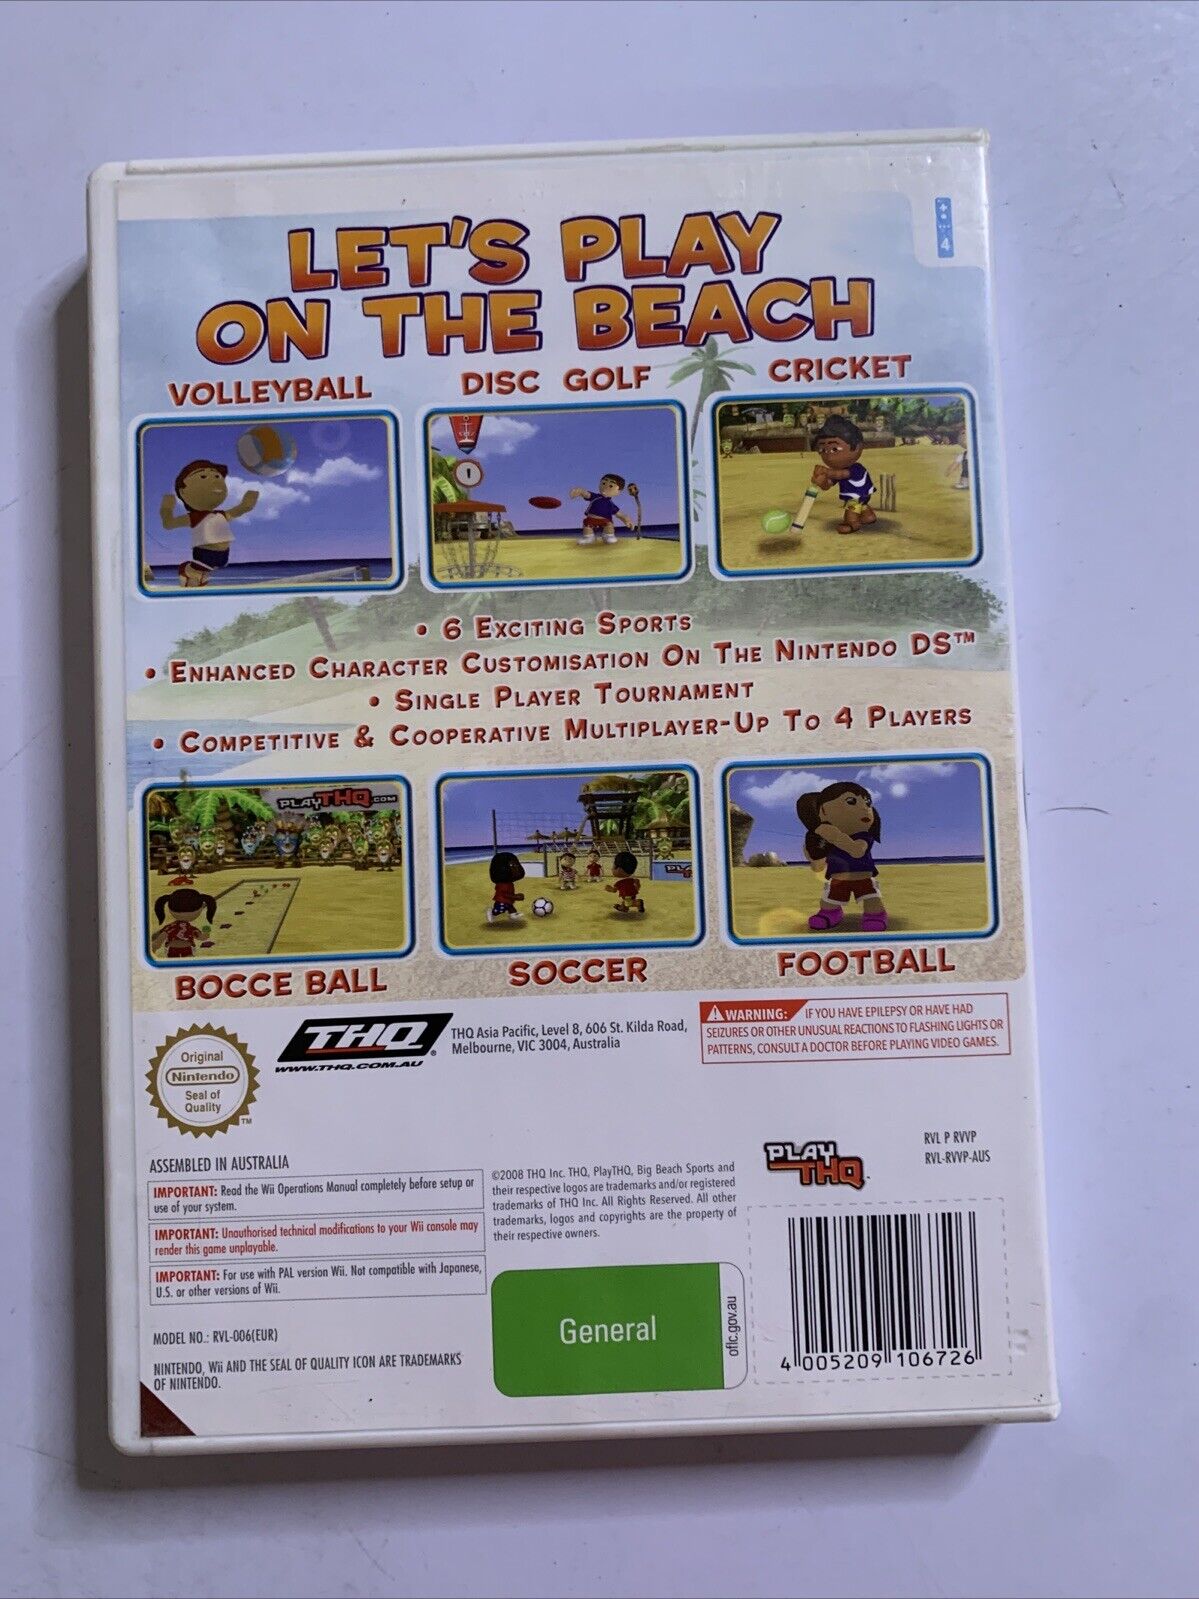 LET'S PLAY
ON THE BEACH
4
VOLLEYBALL
DISC GOLF
CRICKET
1
• 6 EXCITING SPORTS
• ENHANCED CHARACTER CUSTOMISATION ON THE NINTENDO DS™
• SINGLE PLAYER TOURNAMENT
• COMPETITIVE & COOPERATIVE MULTIPLAYER-UP TO 4 PLAYERS
PLAYTHQ.COM
BOCCE BALL
SOCCER
FOOTBALL
Original
Nintendo
Seal of
Quality
TM
THQ®
WWW.THQ.COM.AU
THQ Asia Pacific, Level 8, 606 St. Kilda Road,
Melbourne, VIC 3004, Australia
WARNING: IF YOU HAVE EPILEPSY OR HAVE HAD
SEIZURES OR OTHER UNUSUAL REACTIONS TO FLASHING LIGHTS OR
PATTERNS, CONSULT A DOCTOR BEFORE PLAYING VIDEO GAMES.
ASSEMBLED IN AUSTRALIA
IMPORTANT: Read the Wii Operations Manual completely before setup or
use of your system.
IMPORTANT: Unauthorised technical modifications to your Wii console may
render this game unplayable.
IMPORTANT: For use with PAL version Wii. Not compatible with Japanese,
U.S. or other versions of Wii.
MODEL NO.: RVL-006(EUR)
NINTENDO, Wii AND THE SEAL OF QUALITY ICON ARE TRADEMARKS
OF NINTENDO.
©2008 THQ Inc. THQ, PlayTHQ, Big Beach Sports and
their respective logos are trademarks and/or registered
trademarks of THQ Inc. All Rights Reserved. All other
trademarks, logos and copyrights are the property of
their respective owners.
General
oflc.gov.au
PLAY
THQ™
RVL P RVVP
RVL-RVVP-AUS
4 005209 106726